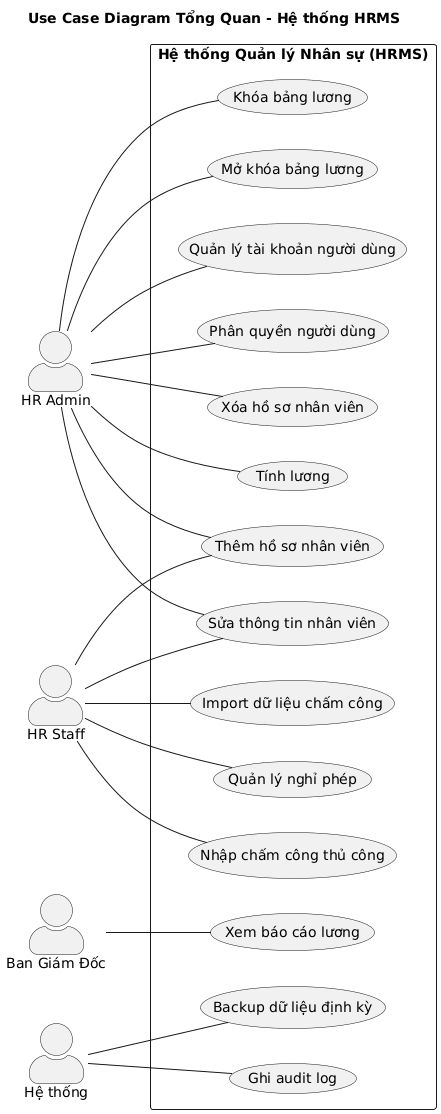 Use Case Diagram Tổng Quan - Hệ thống HRMS
Hệ thống Quản lý Nhân sự (HRMS)
Khóa bảng lương
Mở khóa bảng lương
Quản lý tài khoản người dùng
Phân quyền người dùng
HR Admin
Xóa hồ sơ nhân viên
Tính lương
Thêm hồ sơ nhân viên
Sửa thông tin nhân viên
Import dữ liệu chấm công
HR Staff
Quản lý nghỉ phép
Nhập chấm công thủ công
Xem báo cáo lương
Ban Giám Đốc
Backup dữ liệu định kỳ
Ghi audit log
Hệ thống